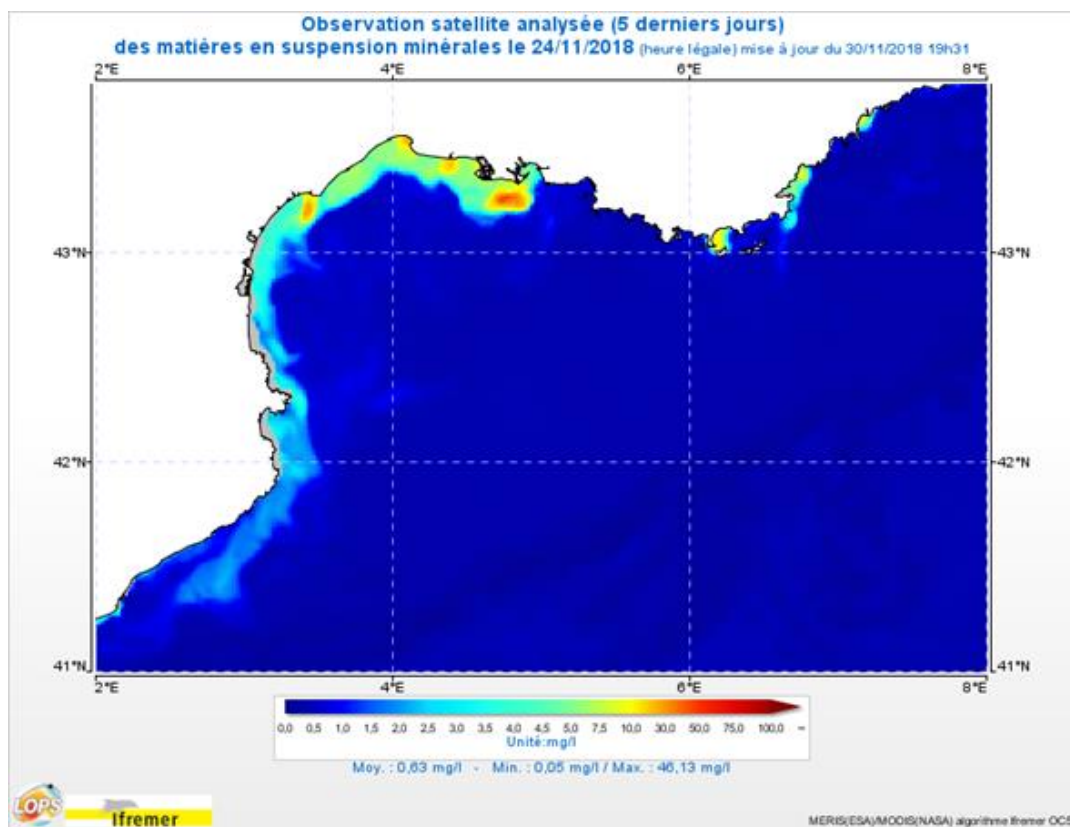 Observation satellite analysée (5 derniers jours)
des matières en suspension minérales le 24/11/2018 (heure légale) mise à jour du 30/11/2018 19h31
2°E 4°E 6°E 8°E
43°N 43°N
42°N 42°N
41°N 41°N
2°E 4°E 6°E 8°E
0,0 0,5 1,0 1,5 2,0 2,5 3,0 3,5 4,0 4,5 5,0 7,5 10,0 30,0 50,0 75,0 100,0
Unité:mg/l
Moy. : 0,63 mg/l - Min. : 0,05 mg/l / Max. : 46,13 mg/l
LOPS
Ifremer
MERIS(ESA)/MODIS(NASA) algorithme Ifremer OC5